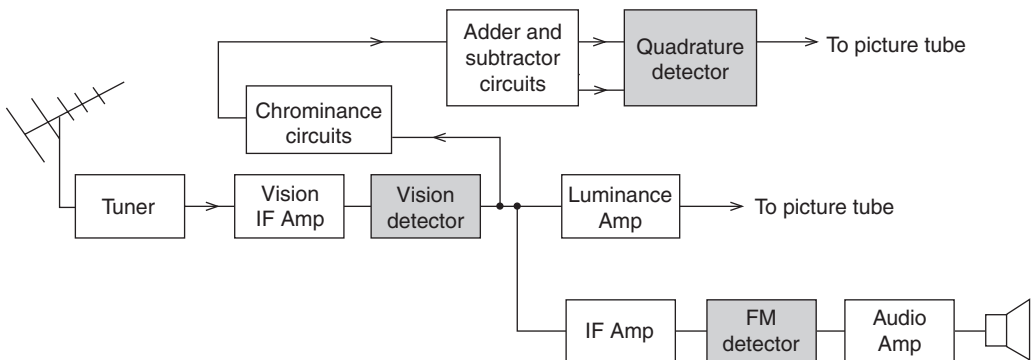 Adder and
subtractor
circuits
Quadrature
detector
To picture tube
Chrominance
circuits
Tuner
Vision
IF Amp
Vision
detector
Luminance
Amp
To picture tube
IF Amp
FM
detector
Audio
Amp